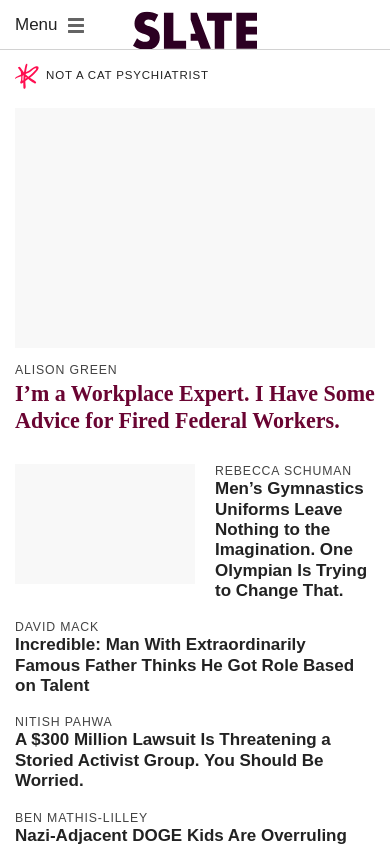 Menu
SLATE
NOT A CAT PSYCHIATRIST
ALISON GREEN
I’m a Workplace Expert. I Have Some
Advice for Fired Federal Workers.
REBECCA SCHUMAN
Men’s Gymnastics
Uniforms Leave
Nothing to the
Imagination. One
Olympian Is Trying
to Change That.
DAVID MACK
Incredible: Man With Extraordinarily
Famous Father Thinks He Got Role Based
on Talent
NITISH PAHWA
A $300 Million Lawsuit Is Threatening a
Storied Activist Group. You Should Be
Worried.
BEN MATHIS-LILLEY
Nazi-Adjacent DOGE Kids Are Overruling